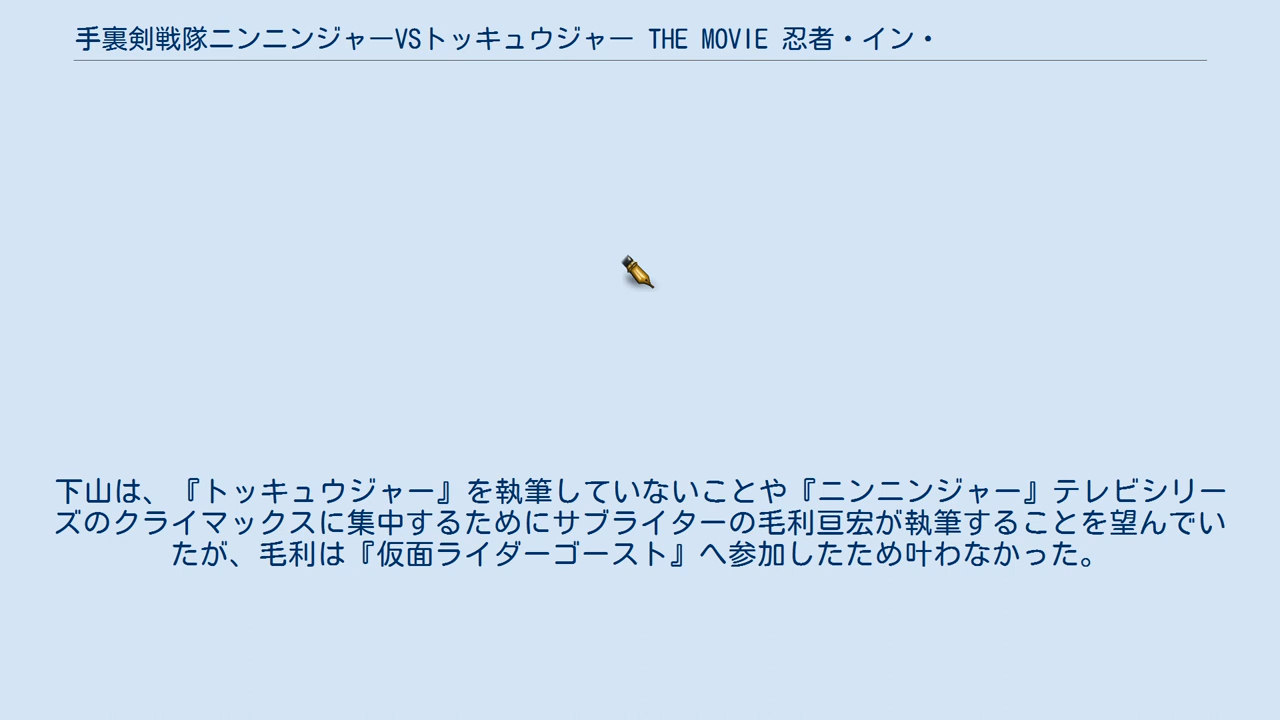 手裏剣戦隊ニンニンジャーVSトッキュウジャー THE MOVIE 忍者・イン・
下山は、『トッキュウジャー』を執筆していないことや『ニンニンジャー』テレビシリー
ズのクライマックスに集中するためにサブライターの毛利亘宏が執筆することを望んでい
たが、毛利は『仮面ライダーゴースト』へ参加したため叶わなかった。